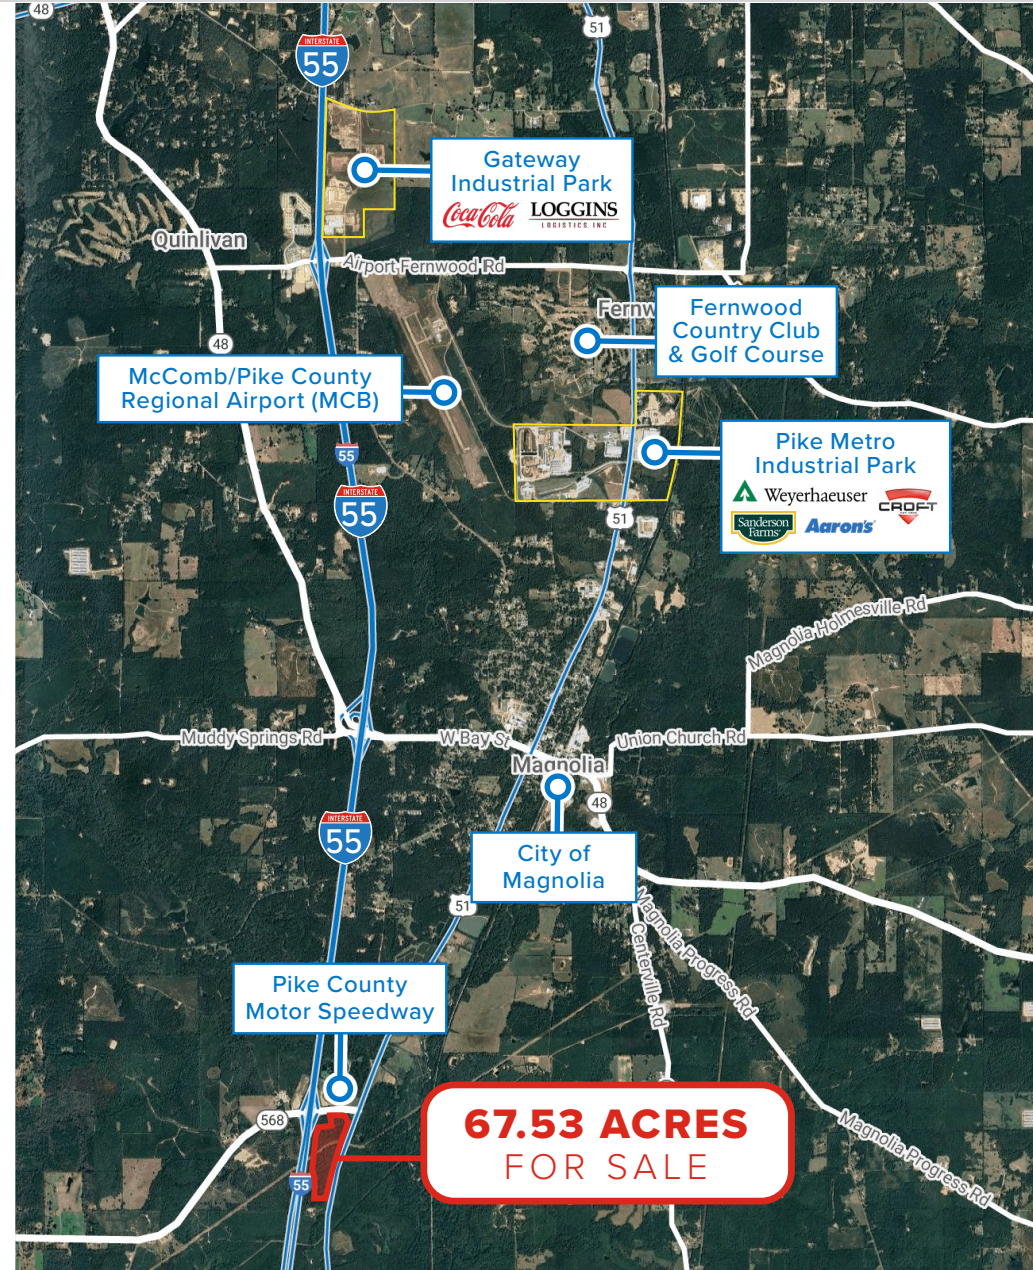 48
51
INTERSTATE
55
Gateway
Industrial Park
Coca-Cola
LOGGINS
LOGISTICS, INC
Quinlivan
Airport Fernwood Rd
Fernw
Fernwood
Country Club
& Golf Course
48
McComb/Pike County
Regional Airport (MCB)
55
INTERSTATE
55
Pike Metro
Industrial Park
Weyerhaeuser
CROFT
Sanderson
Farms
Aaron's
51
Magnolia Holmesville Rd
Muddy Springs Rd
W Bay St
Union Church Rd
Magnolia
48
INTERSTATE
55
City of
Magnolia
51
Magnolia Progress Rd
Centerville Rd
Pike County
Motor Speedway
568
67.53 ACRES
FOR SALE
55
Magnolia Progress Rd